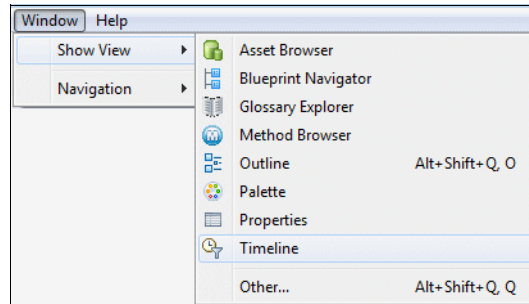 Window Help
Show View
Asset Browser
Blueprint Navigator
Navigation
Glossary Explorer
Method Browser
Outline Alt+Shift+Q, O
Palette
Properties
Timeline
Other... Alt+Shift+Q, Q